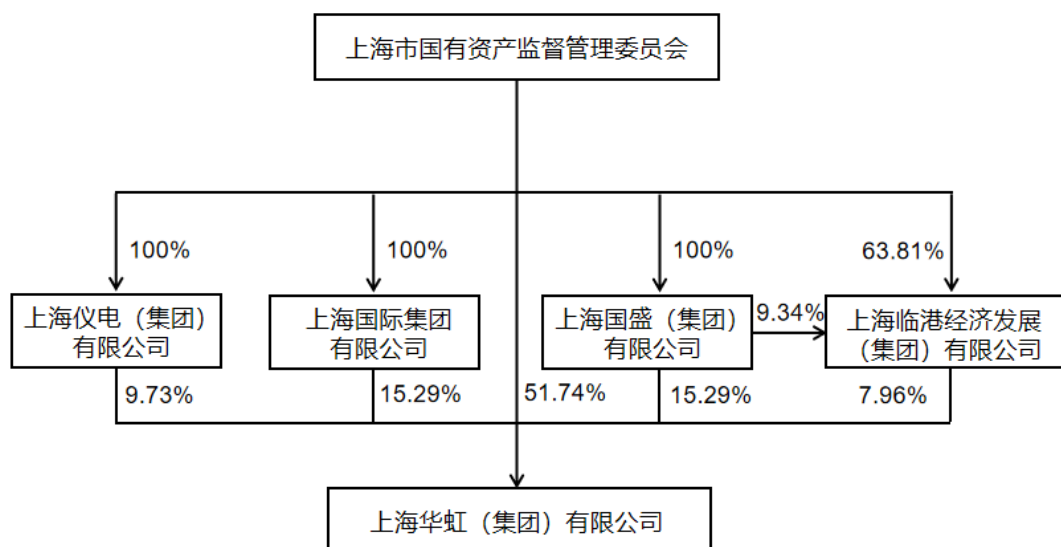 上海市国有资产监督管理委员会
100%
100%
100%
63.81%
上海仪电（集团）
有限公司
上海国际集团
有限公司
上海国盛（集团）
有限公司
9.34%
上海临港经济发展
（集团）有限公司
9.73%
15.29%
51.74%
15.29%
7.96%
上海华虹（集团）有限公司